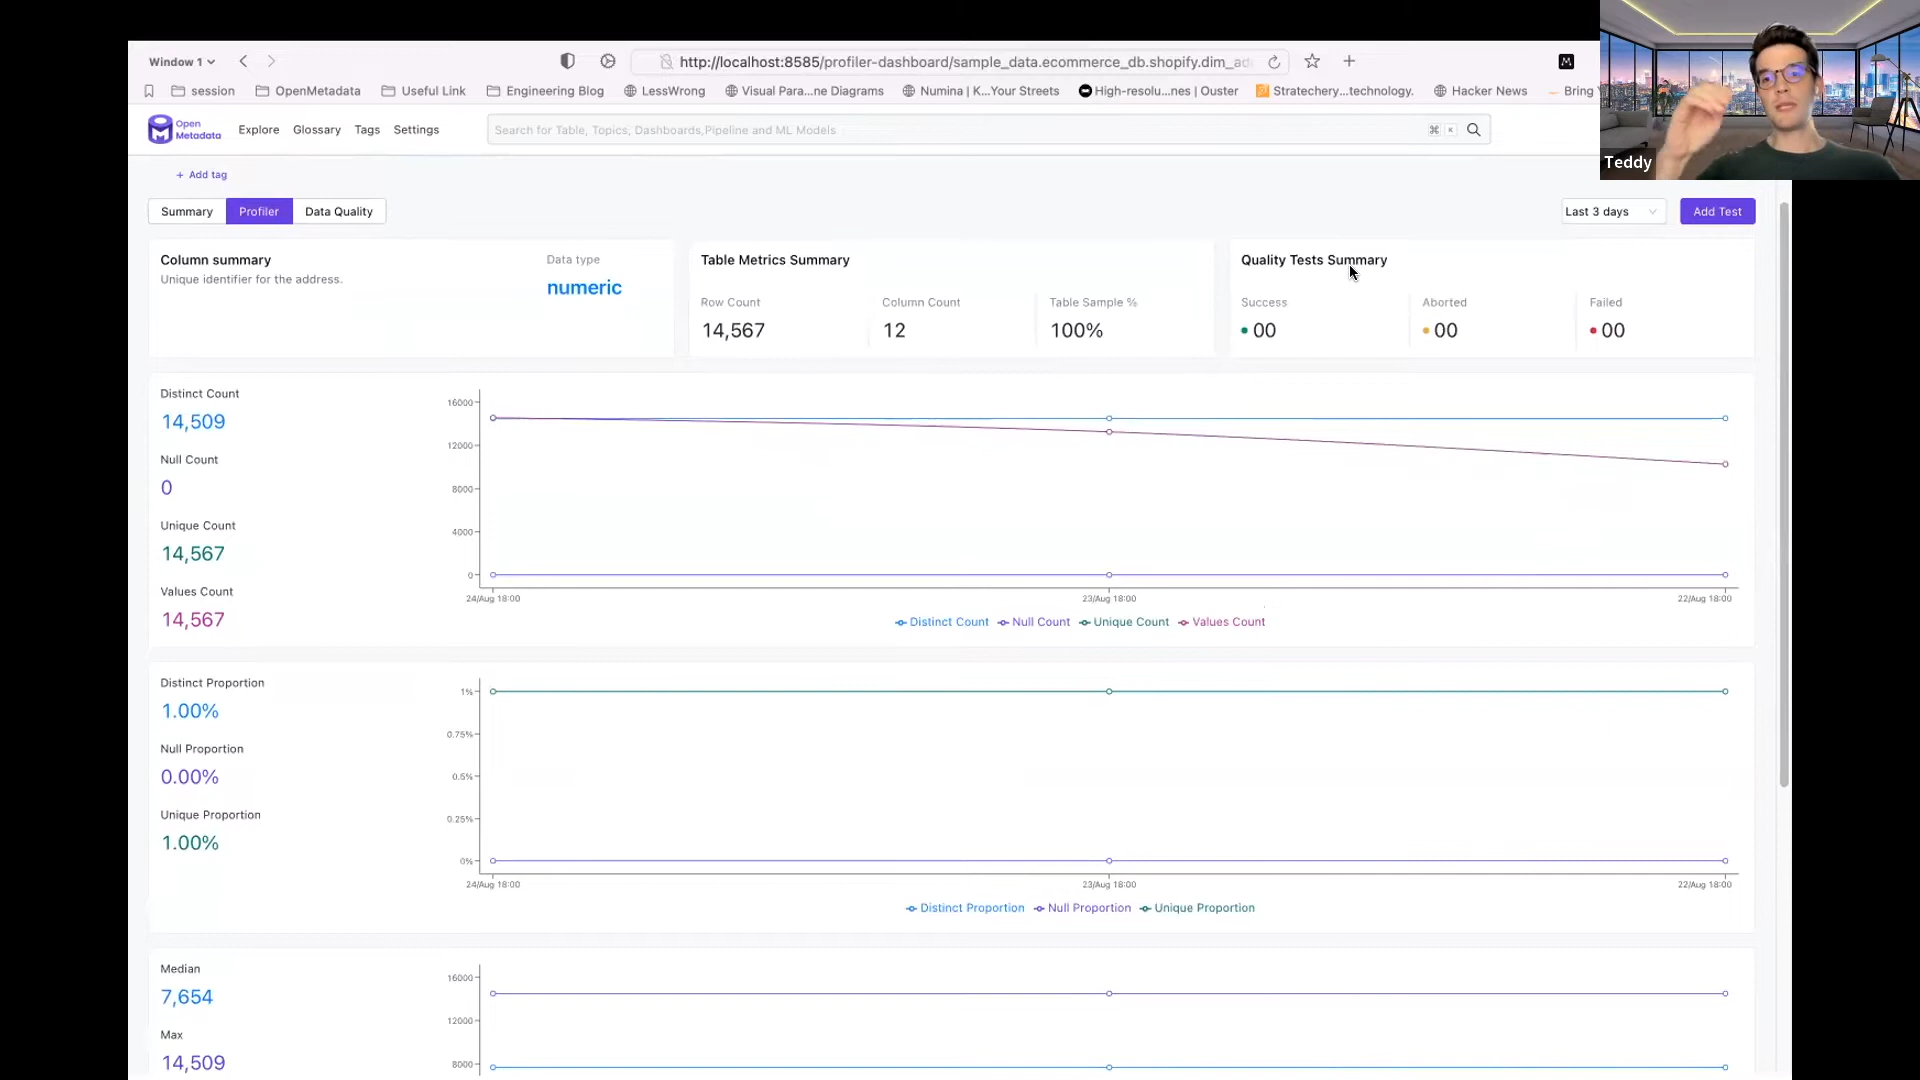 Window 1
http://localhost:8585/profiler-dashboard/sample_data.ecommerce_db.shopify.dim_ad
session
OpenMetadata
Useful Link
Engineering Blog
LessWrong
Visual Para...ne Diagrams
Numina | K...Your Streets
High-resolu...nes | Ouster
Stratechery...technology.
Hacker News
Bring
Open
Metadata
Explore
Glossary
Tags
Settings
Search for Table, Topics, Dashboards,Pipeline and ML Models
⌘ K
Teddy
+ Add tag
Summary
Profiler
Data Quality
Last 3 days
Add Test
Column summary
Unique identifier for the address.
Data type
numeric
Table Metrics Summary
Row Count
14,567
Column Count
12
Table Sample %
100%
Quality Tests Summary
Success
00
Aborted
00
Failed
00
Distinct Count
14,509
Null Count
0
Unique Count
14,567
Values Count
14,567
16000
12000
8000
4000
0
24/Aug 18:00
23/Aug 18:00
22/Aug 18:00
Distinct Count
Null Count
Unique Count
Values Count
Distinct Proportion
1.00%
Null Proportion
0.00%
Unique Proportion
1.00%
1%
0.75%
0.5%
0.25%
0%
24/Aug 18:00
23/Aug 18:00
22/Aug 18:00
Distinct Proportion
Null Proportion
Unique Proportion
Median
7,654
Max
14,509
16000
12000
8000